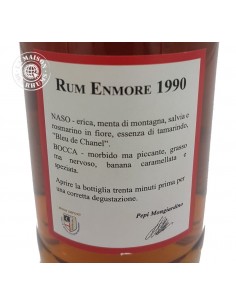 MAISON
RHUM
RUM ENMORE 1990
NASO - erica, menta di montagna, salvia e
rosmarino in fiore, essenza di tamarindo,
"Bleu de Chanel".
BOCCA - morbido ma piccante, grasso
ma nervoso, banana caramellata e
speziata.
Aprire la bottiglia trenta minuti prima per
una corretta degustazione.
Pepi Mongiardino